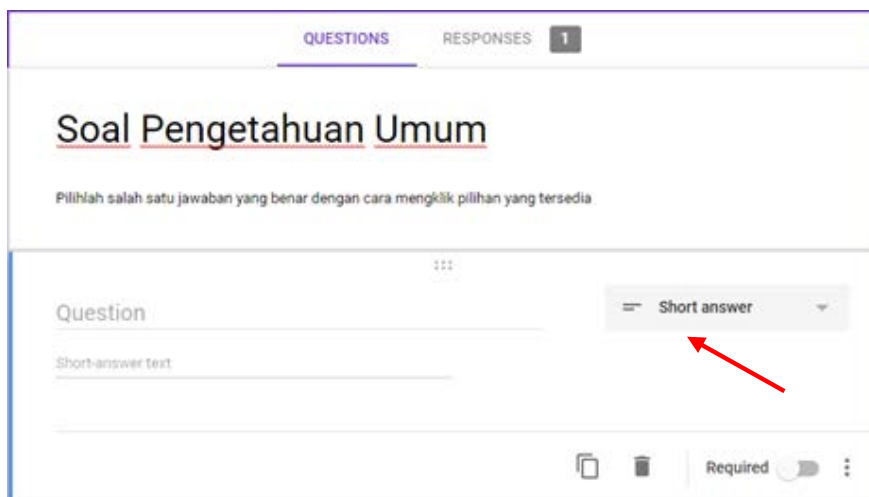 QUESTIONS RESPONSES 1
Soal Pengetahuan Umum
Pilihlah salah satu jawaban yang benar dengan cara mengklik pilihan yang tersedia
Question Short answer
Short-answer text
Required